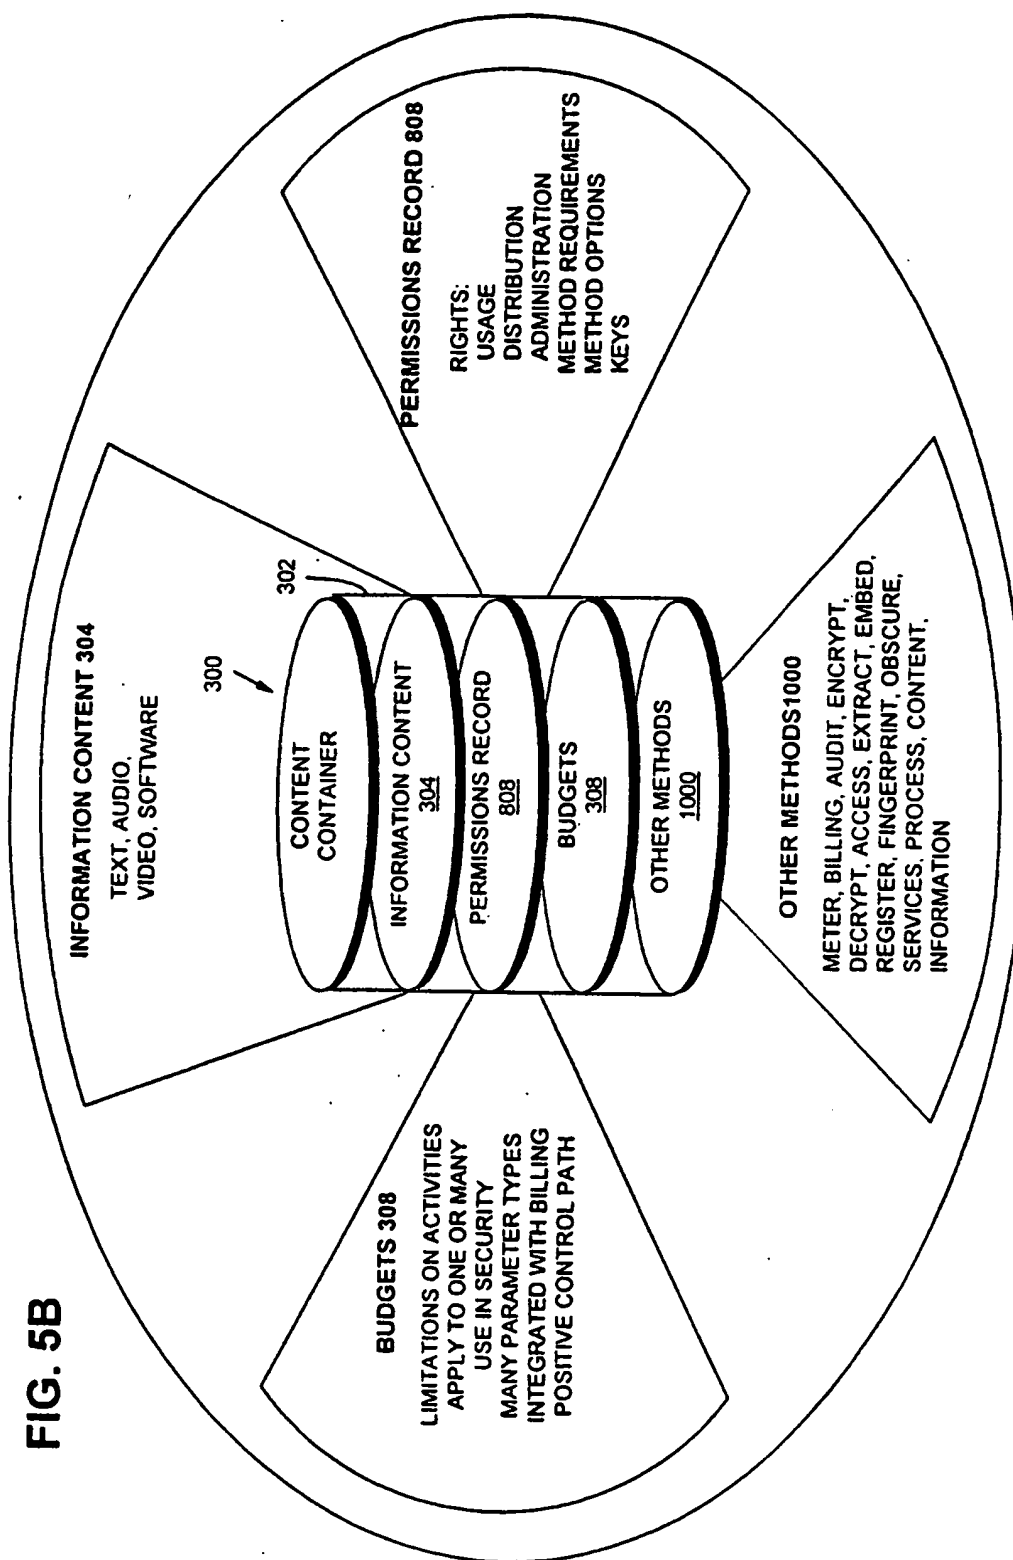 FIG. 5B
INFORMATION CONTENT 304
TEXT, AUDIO,
VIDEO, SOFTWARE
300
302
CONTENT
CONTAINER
INFORMATION CONTENT
304
PERMISSIONS RECORD
808
BUDGETS
308
OTHER METHODS
1000
BUDGETS 308
LIMITATIONS ON ACTIVITIES
APPLY TO ONE OR MANY
USE IN SECURITY
MANY PARAMETER TYPES
INTEGRATED WITH BILLING
POSITIVE CONTROL PATH
PERMISSIONS RECORD 808
RIGHTS:
USAGE
DISTRIBUTION
ADMINISTRATION
METHOD REQUIREMENTS
METHOD OPTIONS
KEYS
OTHER METHODS1000
METER, BILLING, AUDIT, ENCRYPT,
DECRYPT, ACCESS, EXTRACT, EMBED,
REGISTER, FINGERPRINT, OBSCURE,
SERVICES, PROCESS, CONTENT,
INFORMATION